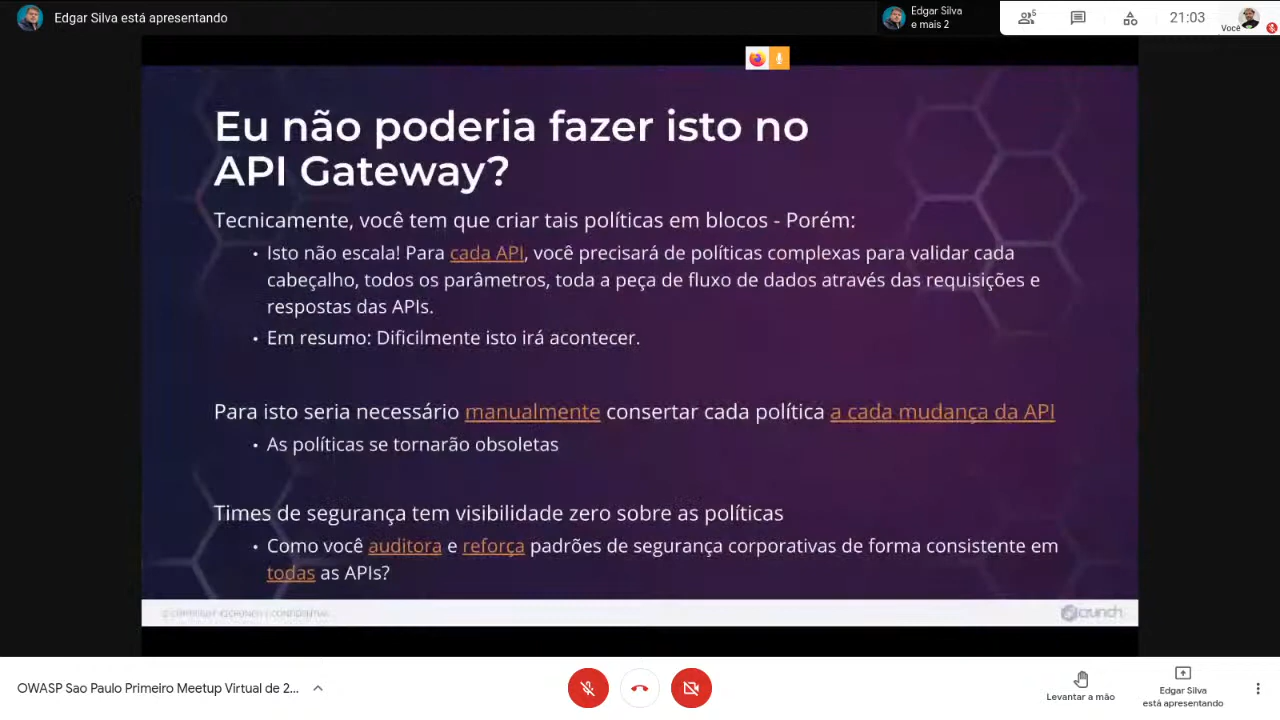 Edgar Silva está apresentando
Edgar Silva
e mais 2
5
21:03
Você
Eu não poderia fazer isto no
API Gateway?
Tecnicamente, você tem que criar tais políticas em blocos - Porém:
• Isto não escala! Para cada API, você precisará de políticas complexas para validar cada
cabeçalho, todos os parâmetros, toda a peça de fluxo de dados através das requisições e
respostas das APIs.
• Em resumo: Dificilmente isto irá acontecer.
Para isto seria necessário manualmente consertar cada política a cada mudança da API
• As políticas se tornarão obsoletas
Times de segurança tem visibilidade zero sobre as políticas
• Como você auditora e reforça padrões de segurança corporativas de forma consistente em
todas as APIs?
© COPYRIGHT 42CRUNCH | CONFIDENTIAL
crunch
OWASP Sao Paulo Primeiro Meetup Virtual de 2...
Levantar a mão
Edgar Silva
está apresentando